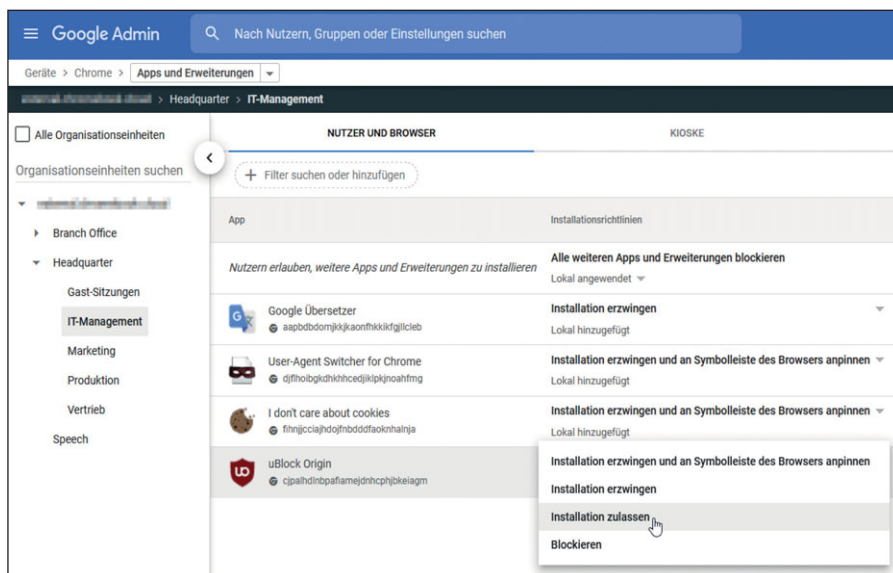 Google Admin
Nach Nutzern, Gruppen oder Einstellungen suchen
Geräte > Chrome > Apps und Erweiterungen
> Headquarter > IT-Management
Alle Organisationseinheiten
Organisationseinheiten suchen
Branch Office
Headquarter
Gast-Sitzungen
IT-Management
Marketing
Produktion
Vertrieb
Speech
NUTZER UND BROWSER
KIOSKE
Filter suchen oder hinzufügen
App
Installationsrichtlinien
Nutzern erlauben, weitere Apps und Erweiterungen zu installieren
Alle weiteren Apps und Erweiterungen blockieren
Lokal angewendet
Google Übersetzer
aapbdbdomjkkjkaonfhkkikfgjllcleb
Installation erzwingen
Lokal hinzugefügt
User-Agent Switcher for Chrome
djflhoibgkdhkhhcedjiklpkjnoahfmg
Installation erzwingen und an Symbolleiste des Browsers anpinnen
Lokal hinzugefügt
I don't care about cookies
fihnjjcciajhdojfnbdddfaoknhalnja
Installation erzwingen und an Symbolleiste des Browsers anpinnen
Lokal hinzugefügt
uBlock Origin
cjpalhdlnbpafiamejdnhcphjbkeiagm
Installation erzwingen und an Symbolleiste des Browsers anpinnen
Installation erzwingen
Installation zulassen
Blockieren